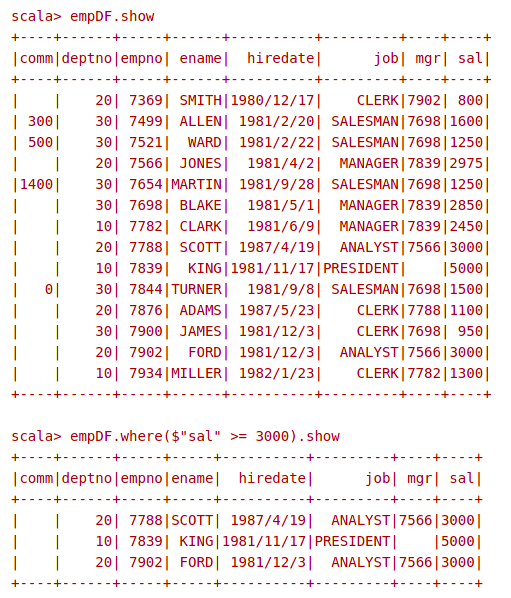 scala> empDF.show
+----+------+-----+------+----------+---------+----+----+
|comm|deptno|empno| ename|  hiredate|      job| mgr| sal|
+----+------+-----+------+----------+---------+----+----+
|    |    20| 7369| SMITH|1980/12/17|    CLERK|7902| 800|
| 300|    30| 7499| ALLEN| 1981/2/20| SALESMAN|7698|1600|
| 500|    30| 7521|  WARD| 1981/2/22| SALESMAN|7698|1250|
|    |    20| 7566| JONES|  1981/4/2|  MANAGER|7839|2975|
|1400|    30| 7654|MARTIN| 1981/9/28| SALESMAN|7698|1250|
|    |    30| 7698| BLAKE|  1981/5/1|  MANAGER|7839|2850|
|    |    10| 7782| CLARK|  1981/6/9|  MANAGER|7839|2450|
|    |    20| 7788| SCOTT| 1987/4/19|  ANALYST|7566|3000|
|    |    10| 7839|  KING|1981/11/17|PRESIDENT|    |5000|
|   0|    30| 7844|TURNER|  1981/9/8| SALESMAN|7698|1500|
|    |    20| 7876| ADAMS| 1987/5/23|    CLERK|7788|1100|
|    |    30| 7900| JAMES| 1981/12/3|    CLERK|7698| 950|
|    |    20| 7902|  FORD| 1981/12/3|  ANALYST|7566|3000|
|    |    10| 7934|MILLER| 1982/1/23|    CLERK|7782|1300|
+----+------+-----+------+----------+---------+----+----+
scala> empDF.where($"sal" >= 3000).show
+----+------+-----+-----+----------+---------+----+----+
|comm|deptno|empno|ename|  hiredate|      job| mgr| sal|
+----+------+-----+-----+----------+---------+----+----+
|    |    20| 7788|SCOTT| 1987/4/19|  ANALYST|7566|3000|
|    |    10| 7839| KING|1981/11/17|PRESIDENT|    |5000|
|    |    20| 7902| FORD| 1981/12/3|  ANALYST|7566|3000|
+----+------+-----+-----+----------+---------+----+----+